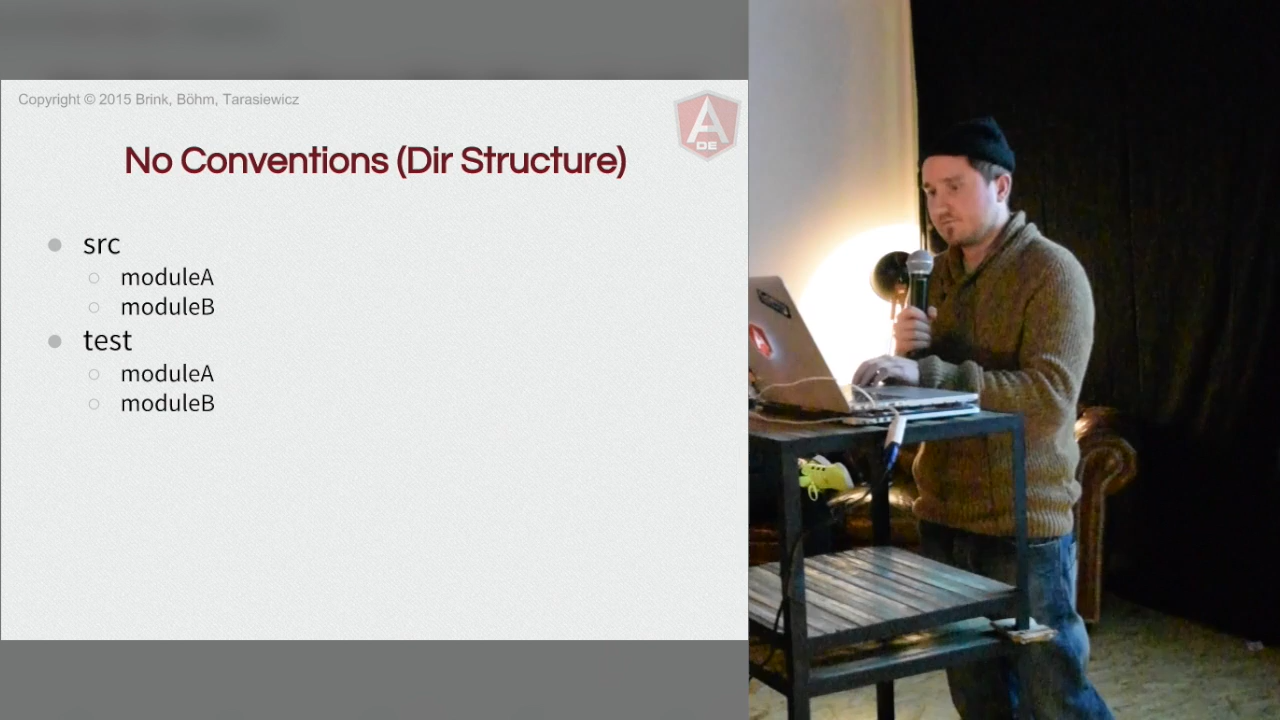 Copyright © 2015 Brink, Böhm, Tarasiewicz
A
DE
No Conventions (Dir Structure)
src
moduleA
moduleB
test
moduleA
moduleB